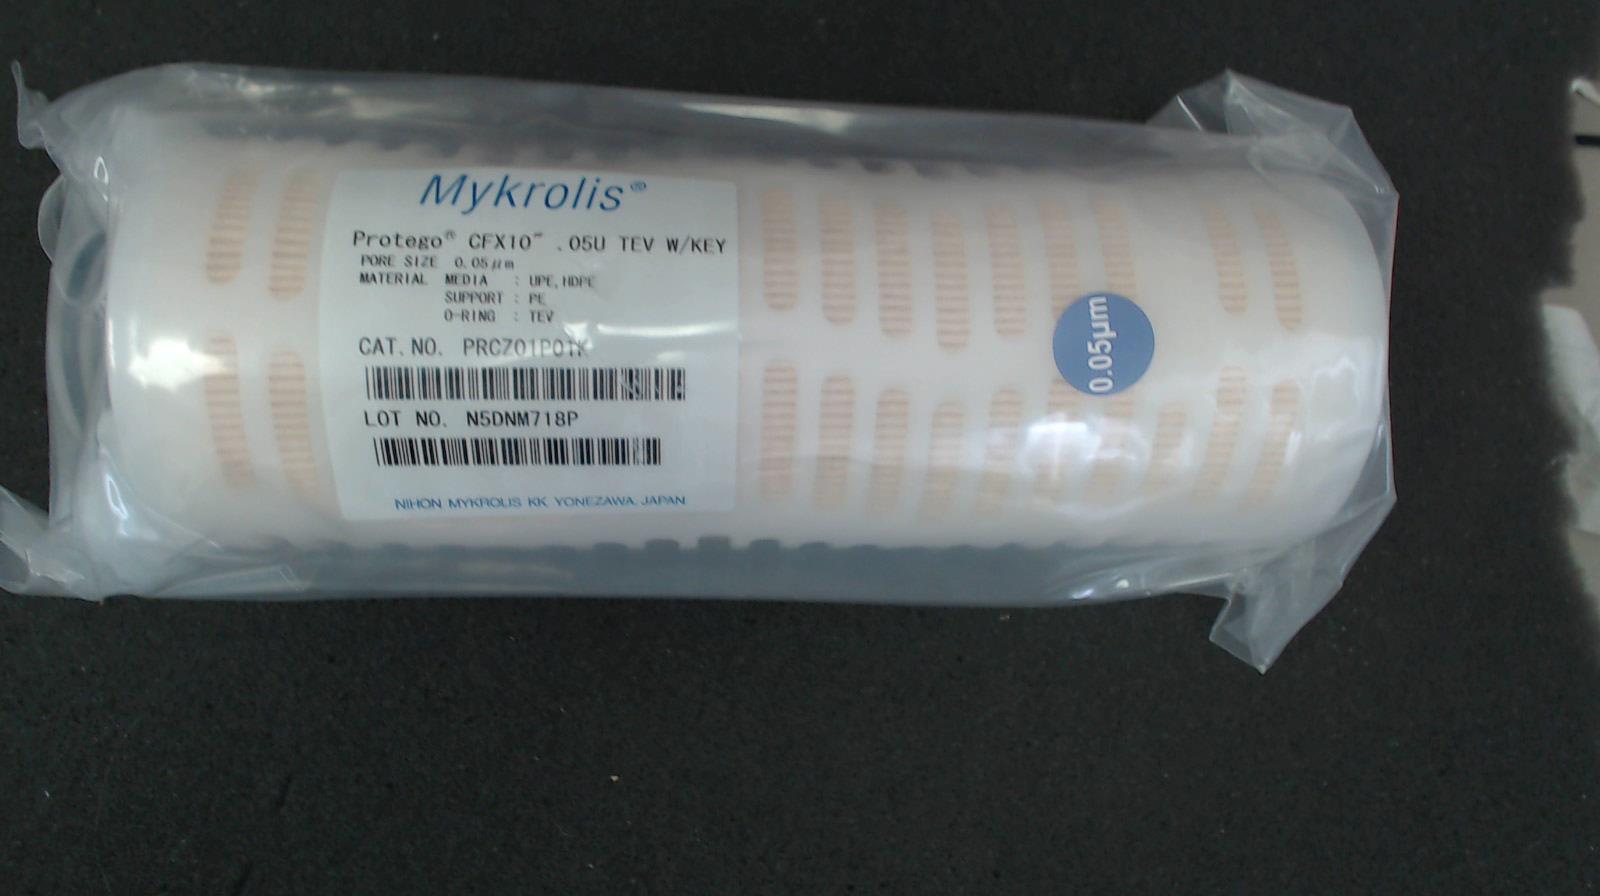 Mykrolis®
Protego® CFX10" .05U TEV W/KEY
PORE SIZE 0.05μm
MATERIAL MEDIA : UPE,HDPE
SUPPORT : PE
O-RING : TEV
CAT.NO. PRCZ01P01K
LOT NO. N5DNM718P
NIHON MYKROLIS KK YONEZAWA, JAPAN
0.05μm